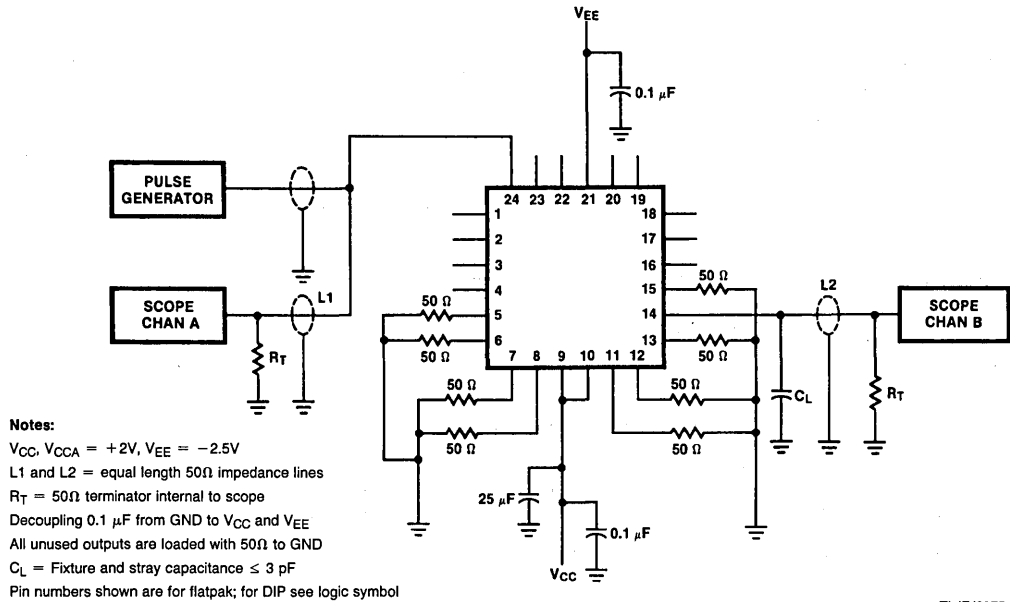 VEE
0.1 μF
PULSE
GENERATOR
24 23 22 21 20 19
1
18
2
17
3
16
4
15
50 Ω
SCOPE
CHAN A
L1
50 Ω
5
14
L2
SCOPE
CHAN B
RT
50 Ω
6
13
50 Ω
7 8 9 10 11 12
50 Ω
50 Ω
CL
RT
50 Ω
50 Ω
25 μF
0.1 μF
VCC
Notes:
VCC, VCCA = +2V, VEE = −2.5V
L1 and L2 = equal length 50Ω impedance lines
RT = 50Ω terminator internal to scope
Decoupling 0.1 μF from GND to VCC and VEE
All unused outputs are loaded with 50Ω to GND
CL = Fixture and stray capacitance ≤ 3 pF
Pin numbers shown are for flatpak; for DIP see logic symbol